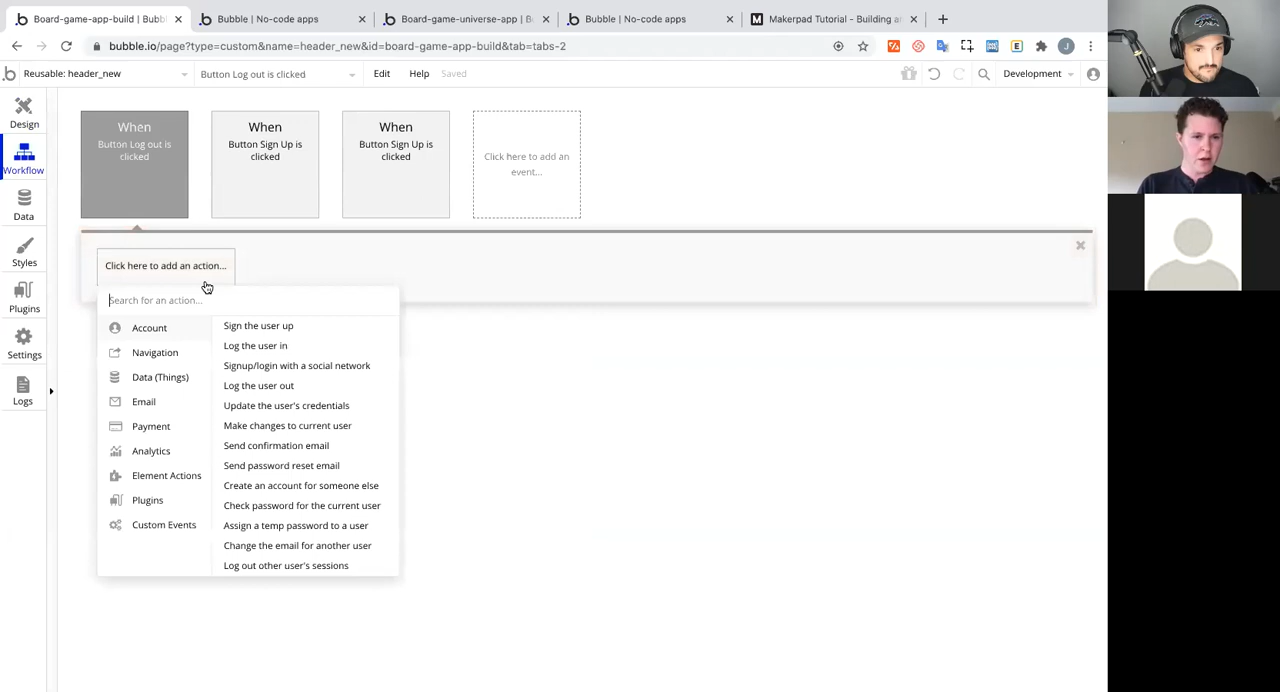 Board-game-app-build | Bubbl
Bubble | No-code apps
Board-game-universe-app | B
Bubble | No-code apps
Makerpad Tutorial - Building a
bubble.io/page?type=custom&name=header_new&id=board-game-app-build&tab=tabs-2
Reusable: header_new
Button Log out is clicked
Edit
Help
Saved
Development
Design
Workflow
Data
Styles
Plugins
Settings
Logs
When
Button Log out is
clicked
When
Button Sign Up is
clicked
When
Button Sign Up is
clicked
Click here to add an
event...
Click here to add an action...
Search for an action...
Account
Navigation
Data (Things)
Email
Payment
Analytics
Element Actions
Plugins
Custom Events
Sign the user up
Log the user in
Signup/login with a social network
Log the user out
Update the user's credentials
Make changes to current user
Send confirmation email
Send password reset email
Create an account for someone else
Check password for the current user
Assign a temp password to a user
Change the email for another user
Log out other user's sessions